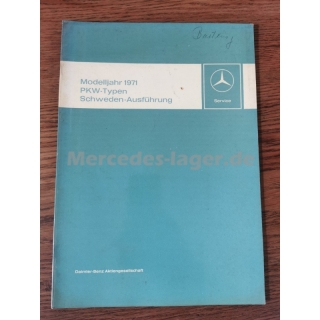 Modelljahr 1971
PKW-Typen
Schweden-Ausführung
Service
Mercedes-lager.de
Daimler-Benz Aktiengesellschaft